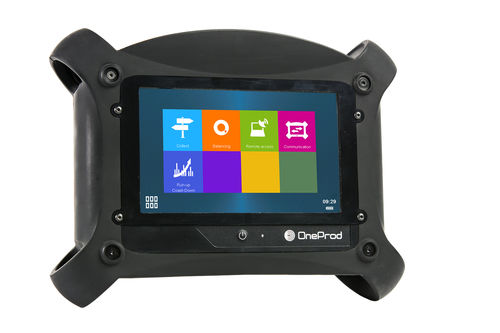 Collect
Balancing
Remote access
Communication
Run-up
Coast-Down
09:29
OneProd